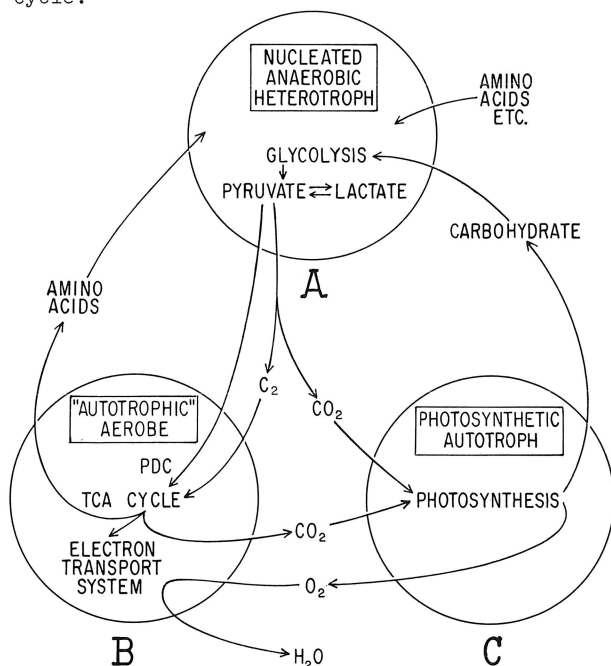 cycle.
NUCLEATED
ANAEROBIC
HETEROTROPH
AMINO
ACIDS
ETC.
GLYCOLYSIS
PYRUVATE ⇌ LACTATE
CARBOHYDRATE
A
AMINO
ACIDS
C₂
CO₂
"AUTOTROPHIC"
AEROBE
PHOTOSYNTHETIC
AUTOTROPH
PDC
TCA CYCLE
PHOTOSYNTHESIS
CO₂
ELECTRON
TRANSPORT
SYSTEM
O₂
B
C
H₂O